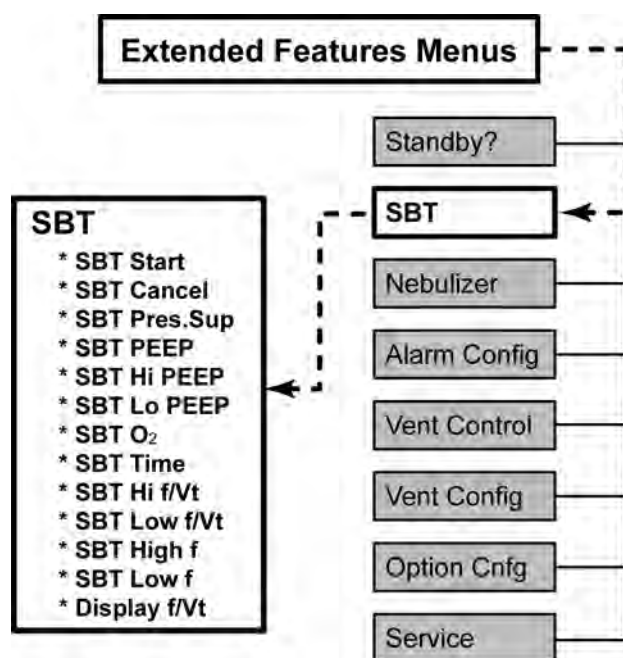 Extended Features Menus
Standby?
SBT
Nebulizer
Alarm Config
Vent Control
Vent Config
Option Cnfg
Service
SBT
* SBT Start
* SBT Cancel
* SBT Pres.Sup
* SBT PEEP
* SBT Hi PEEP
* SBT Lo PEEP
* SBT O₂
* SBT Time
* SBT Hi f/Vt
* SBT Low f/Vt
* SBT High f
* SBT Low f
* Display f/Vt